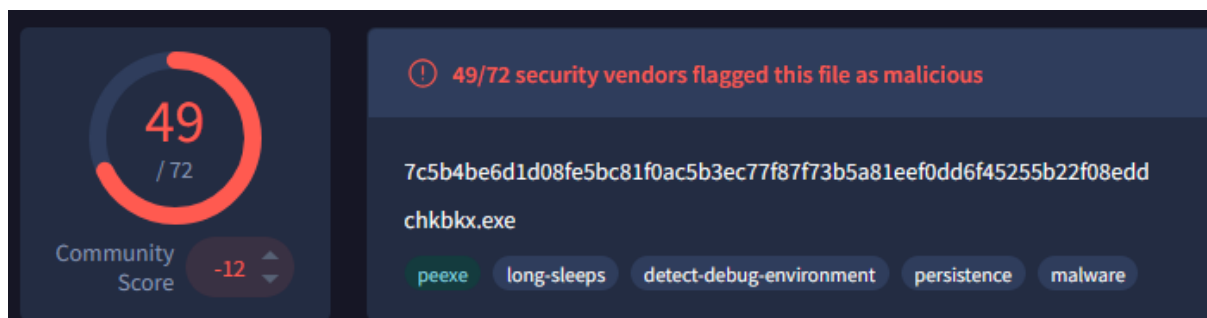 49
/ 72
Community
Score
-12
49/72 security vendors flagged this file as malicious
7c5b4be6d1d08fe5bc81f0ac5b3ec77f87f73b5a81eef0dd6f45255b22f08edd
chkbkx.exe
peexe long-sleeps detect-debug-environment persistence malware